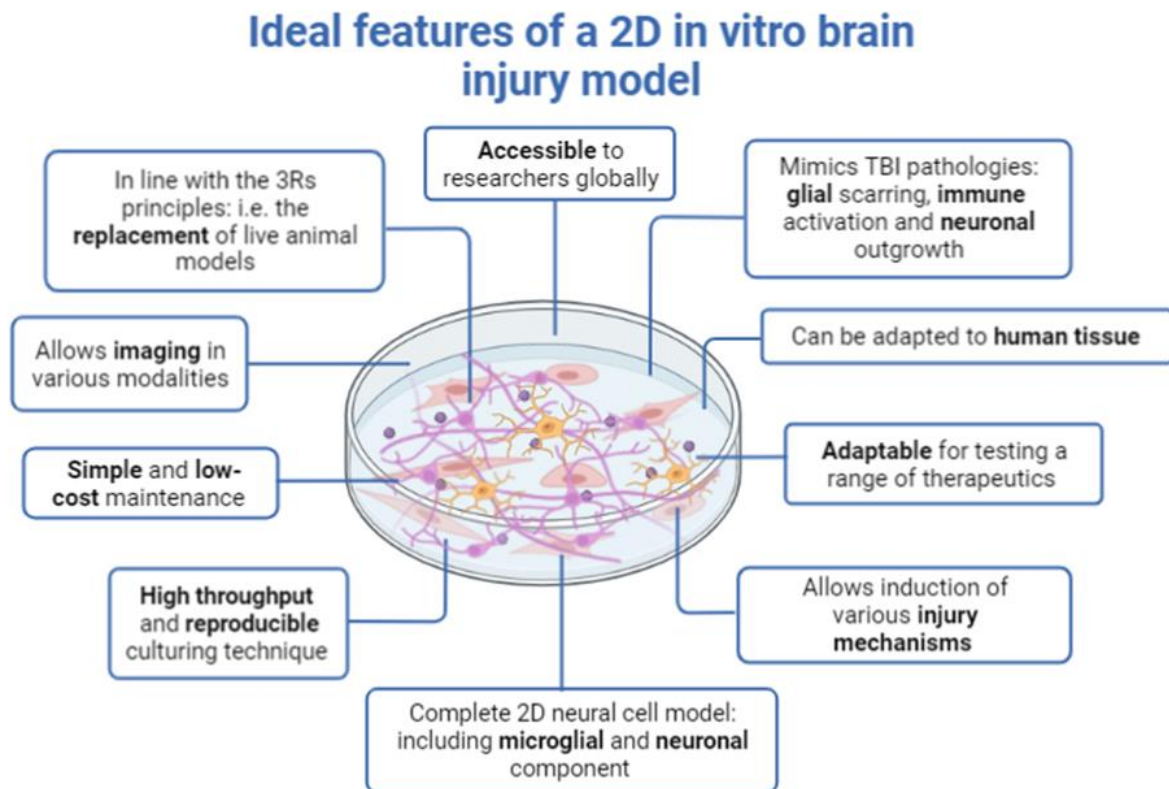 Ideal features of a 2D in vitro brain
injury model
Accessible to
researchers globally
In line with the 3Rs
principles: i.e. the
replacement of live animal
models
Mimics TBI pathologies:
glial scarring, immune
activation and neuronal
outgrowth
Allows imaging in
various modalities
Can be adapted to human tissue
Simple and low-
cost maintenance
Adaptable for testing a
range of therapeutics
High throughput
and reproducible
culturing technique
Allows induction of
various injury
mechanisms
Complete 2D neural cell model:
including microglial and neuronal
component